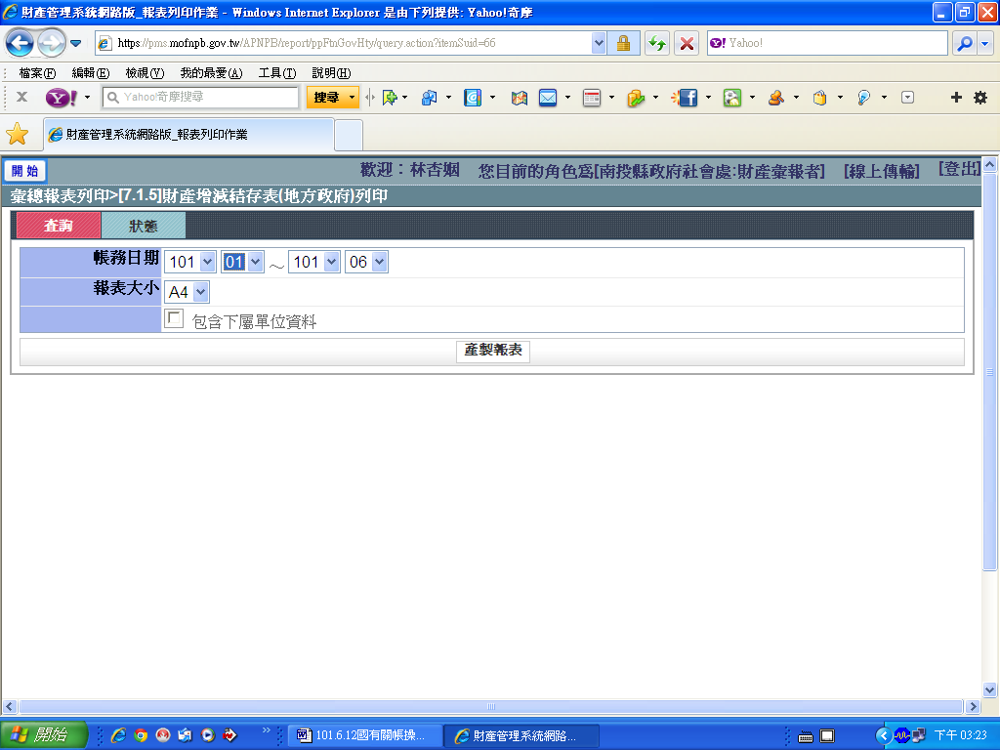 財產管理系統網路版_報表列印作業 - Windows Internet Explorer 是由下列提供: Yahoo!奇摩
https://pms.mofnpb.gov.tw/APNPB/report/ppFtnGovHty/query.action?itemSuid=66
Yahoo!
檔案(F) 編輯(E) 檢視(Y) 我的最愛(A) 工具(T) 說明(H)
X Y! Yahoo!奇摩搜尋 搜尋
財產管理系統網路版_報表列印作業
開始 歡迎：林杏姻 您目前的角色為[南投縣政府社會處:財產彙報者] [線上傳輸] [登出]
彙總報表列印>[7.1.5]財產增減結存表(地方政府)列印
查詢 狀態
帳務日期 101 01 ～ 101 06
報表大小 A4
包含下屬單位資料
產製報表
開始 101.6.12國有關帳操... 財產管理系統網路... 下午 03:23